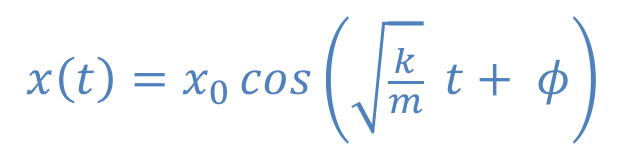 x(t) = x₀ cos(√(k/m) t + ϕ)